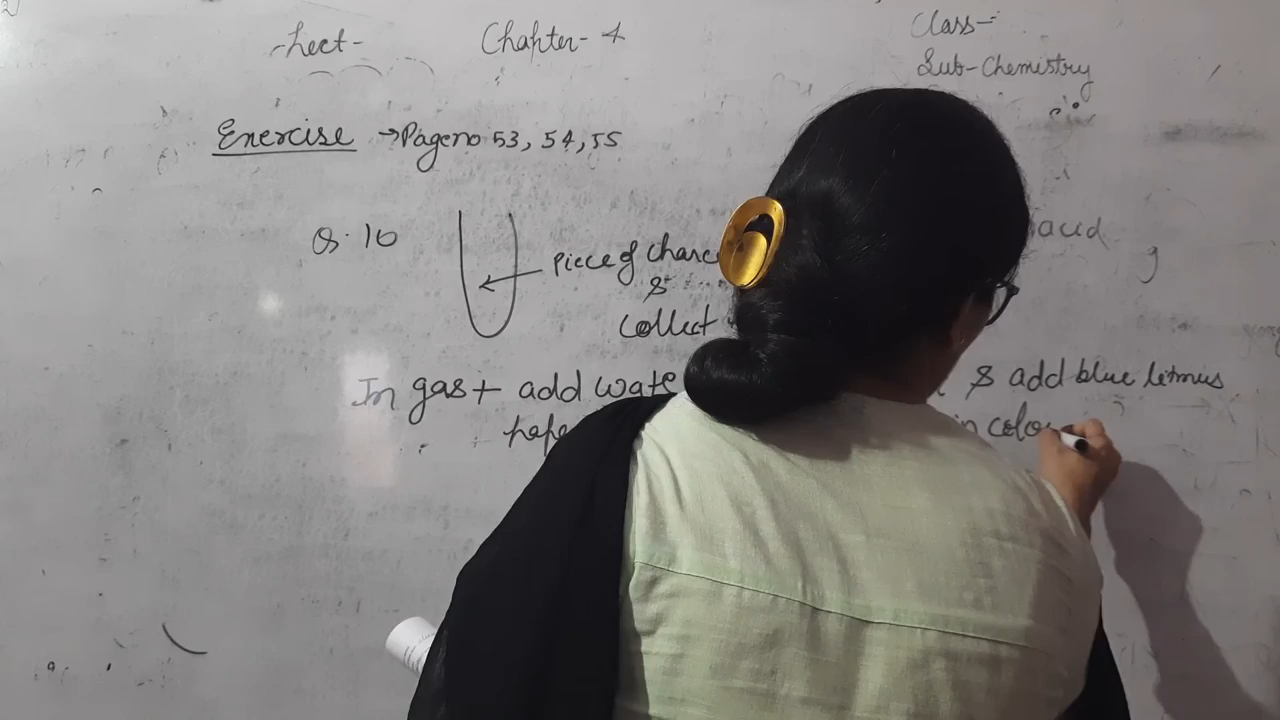 Lect- Chapter- 4 Class-
Sub-Chemistry
Exercise → Page no 53, 54, 55
acid
Q.10 piece of charc
&
collect
In gas + add wate & add blue litmus
pape in colou